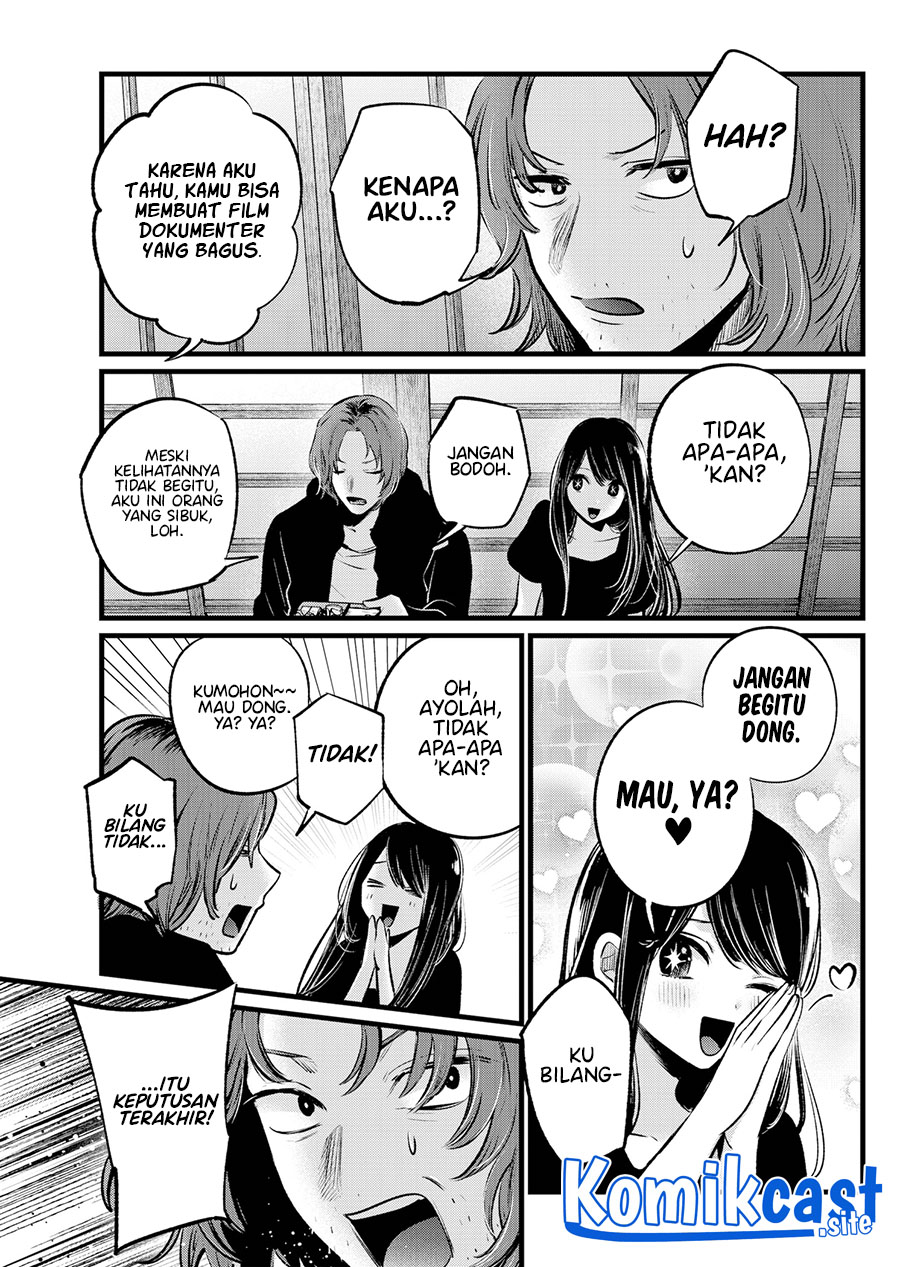 HAH?
KENAPA
AKU...?
KARENA AKU
TAHU, KAMU BISA
MEMBUAT FILM
DOKUMENTER
YANG BAGUS.
TIDAK
APA-APA,
'KAN?
JANGAN
BODOH.
MESKI
KELIHATANNYA
TIDAK BEGITU,
AKU INI ORANG
YANG SIBUK,
LOH.
JANGAN
BEGITU
DONG.
MAU, YA?
♥
KU
BILANG-
OH,
AYOLAH,
TIDAK
APA-APA
'KAN?
TIDAK!
KUMOHON~~
MAU DONG.
YA? YA?
KU
BILANG
TIDAK...
...ITU
KEPUTUSAN
TERAKHIR!
Komikcast
.site